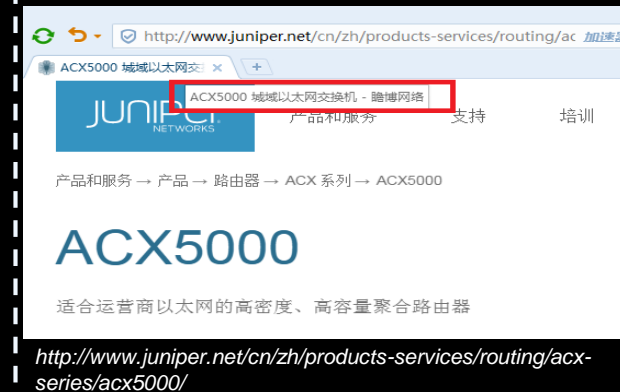 http://www.juniper.net/cn/zh/products-services/routing/ac 加速器
ACX5000 城域以太网交
ACX5000 城域以太网交换机 - 瞻博网络
JUNIPER
NETWORKS
产品和服务 支持 培训
产品和服务 → 产品 → 路由器 → ACX 系列 → ACX5000
ACX5000
适合运营商以太网的高密度、高容量聚合路由器
http://www.juniper.net/cn/zh/products-services/routing/acx-
series/acx5000/